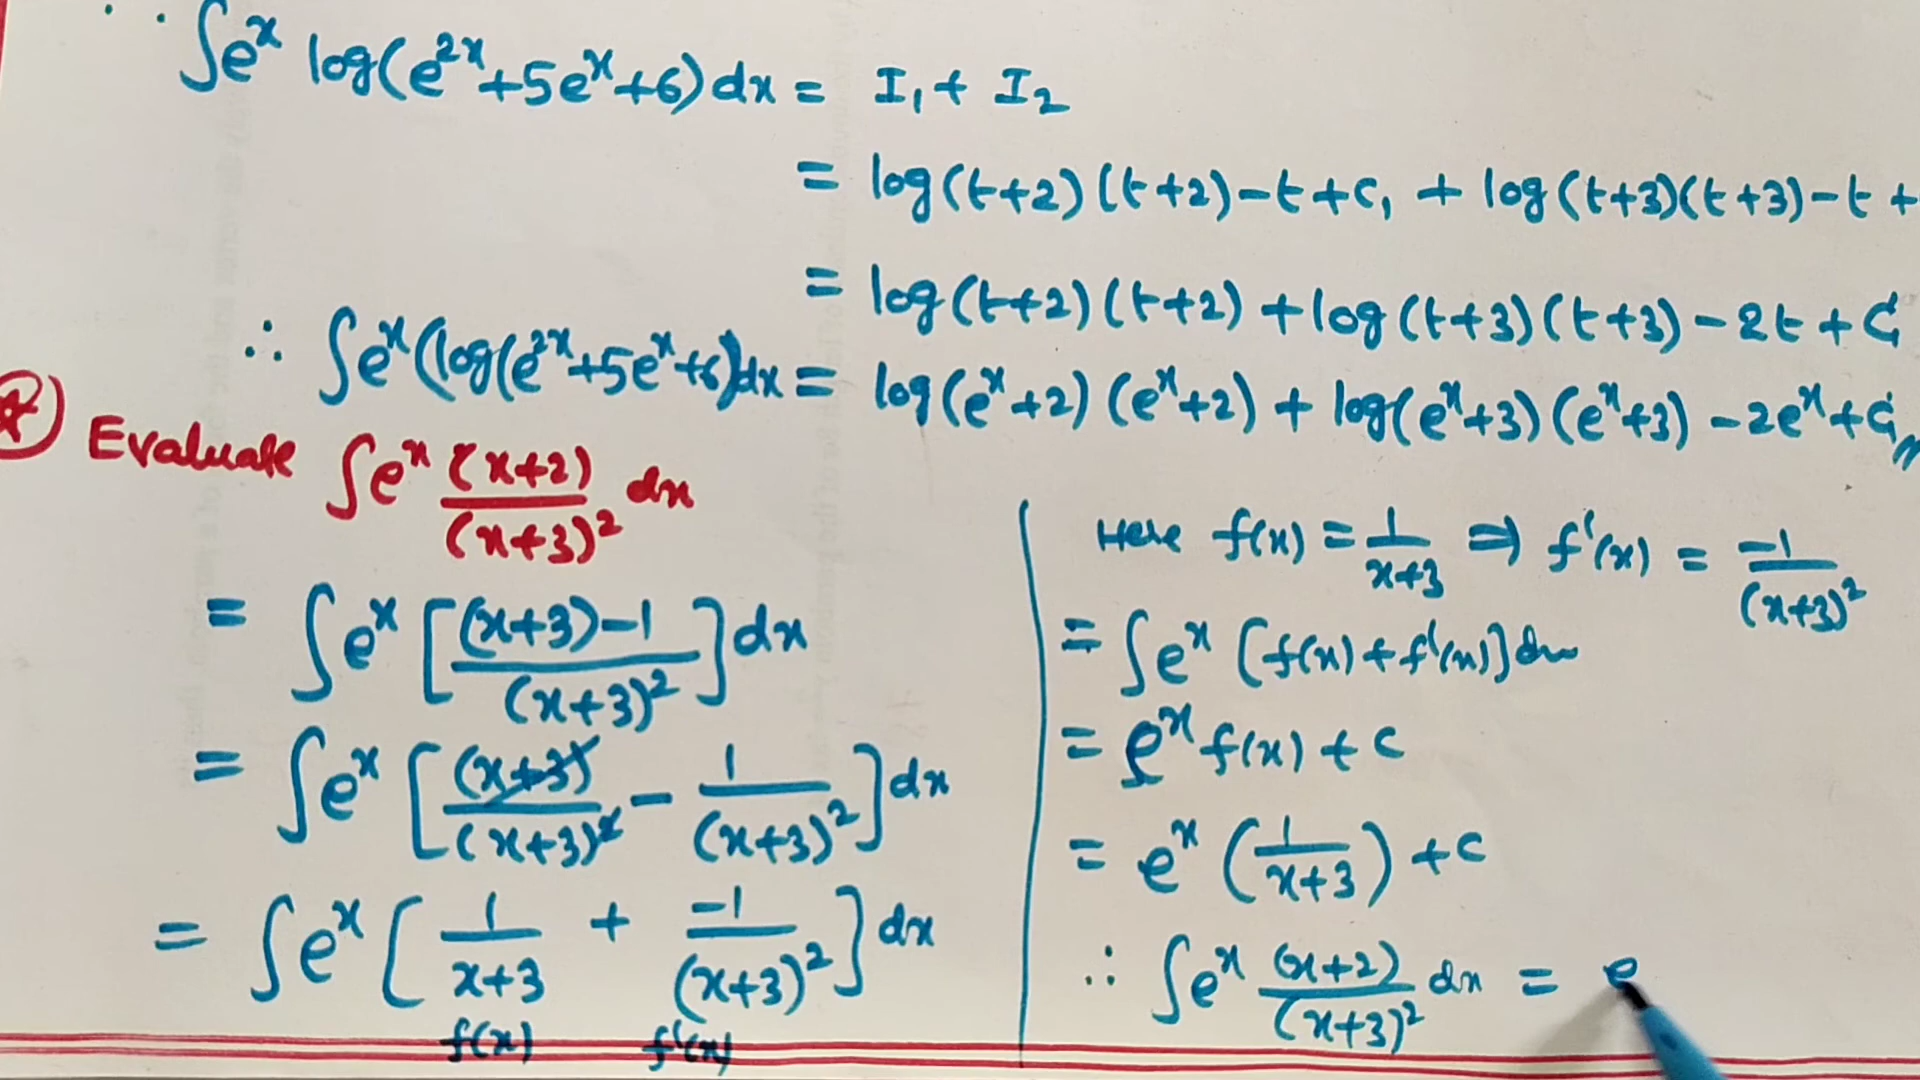 ∫eˣ log(e²ˣ+5eˣ+6)dx = I₁ + I₂
= log(t+2)(t+2)-t+c₁ + log(t+3)(t+3)-t+
= log(t+2)(t+2)+log(t+3)(t+3)-2t+C
∴ ∫eˣ(log(e²ˣ+5eˣ+6)dx = log(eˣ+2)(eˣ+2) + log(eˣ+3)(eˣ+3)-2eˣ+C
Evaluate ∫eˣ (x+2)/(x+3)² dx
= ∫eˣ [((x+3)-1)/(x+3)²]dx
= ∫eˣ [(x+3)/(x+3)² - 1/(x+3)²]dx
= ∫eˣ [1/(x+3) + -1/(x+3)²]dx
f(x) f'(x)
Here f(x) = 1/(x+3) ⇒ f'(x) = -1/(x+3)²
= ∫eˣ [f(x)+f'(x)]dx
= eˣ f(x) + c
= eˣ (1/(x+3)) + c
∴ ∫eˣ (x+2)/(x+3)² dx = e